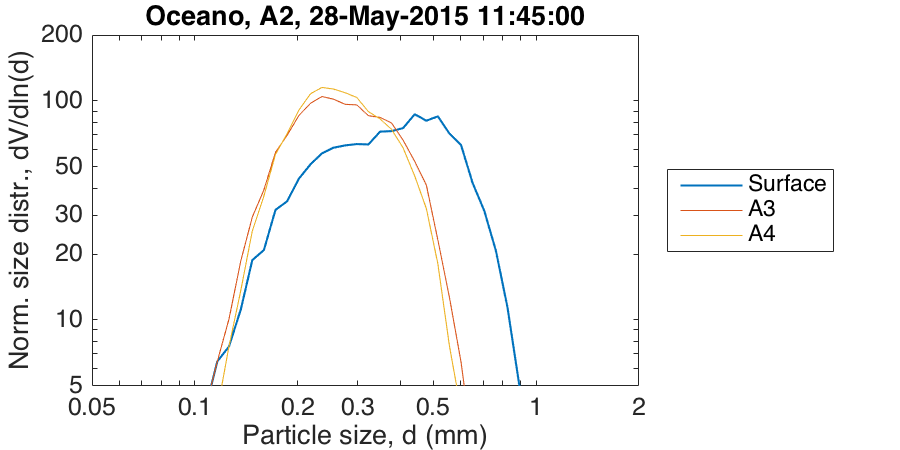 Oceano, A2, 28-May-2015 11:45:00
Norm. size distr., dV/dln(d)
200
100
50
30
20
10
5
0.05 0.1 0.2 0.3 0.5 1 2
Particle size, d (mm)
Surface
A3
A4